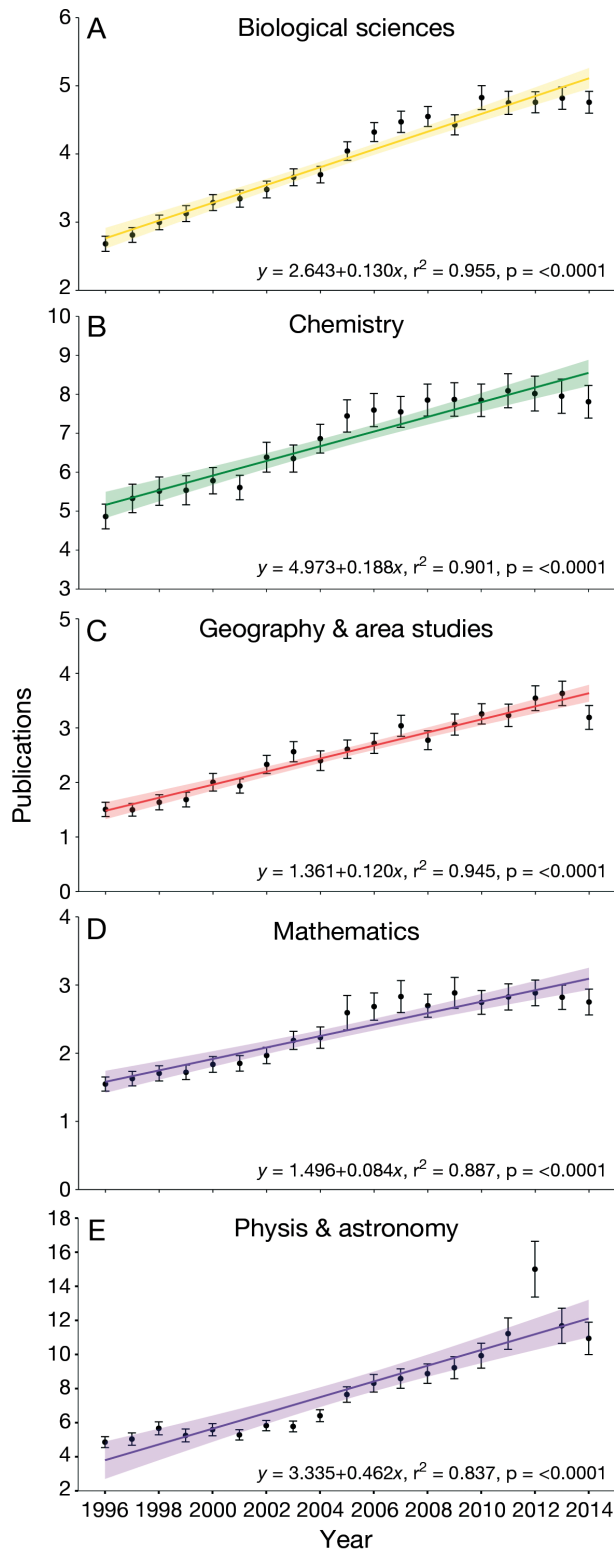 A
Biological sciences
6
5
4
3
2
y = 2.643+0.130x, r² = 0.955, p = <0.0001
B
Chemistry
10
9
8
7
6
5
4
3
y = 4.973+0.188x, r² = 0.901, p = <0.0001
C
Geography & area studies
5
4
3
2
1
0
y = 1.361+0.120x, r² = 0.945, p = <0.0001
Publications
D
Mathematics
4
3
2
1
0
y = 1.496+0.084x, r² = 0.887, p = <0.0001
E
Physis & astronomy
18
16
14
12
10
8
6
4
2
y = 3.335+0.462x, r² = 0.837, p = <0.0001
1996 1998 2000 2002 2004 2006 2008 2010 2012 2014
Year